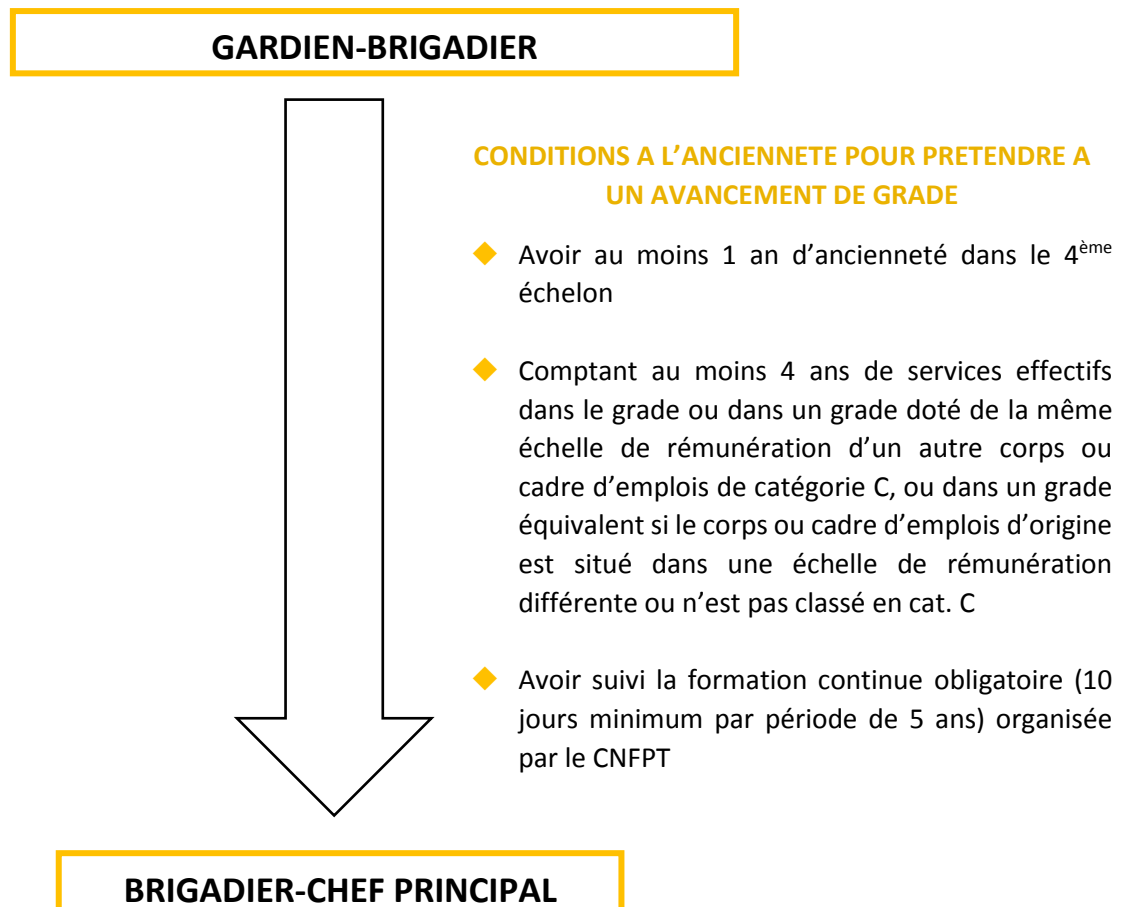 GARDIEN-BRIGADIER
CONDITIONS A L’ANCIENNETE POUR PRETENDRE A
UN AVANCEMENT DE GRADE
Avoir au moins 1 an d’ancienneté dans le 4ème
échelon
Comptant au moins 4 ans de services effectifs
dans le grade ou dans un grade doté de la même
échelle de rémunération d’un autre corps ou
cadre d’emplois de catégorie C, ou dans un grade
équivalent si le corps ou cadre d’emplois d’origine
est situé dans une échelle de rémunération
différente ou n’est pas classé en cat. C
Avoir suivi la formation continue obligatoire (10
jours minimum par période de 5 ans) organisée
par le CNFPT
BRIGADIER-CHEF PRINCIPAL